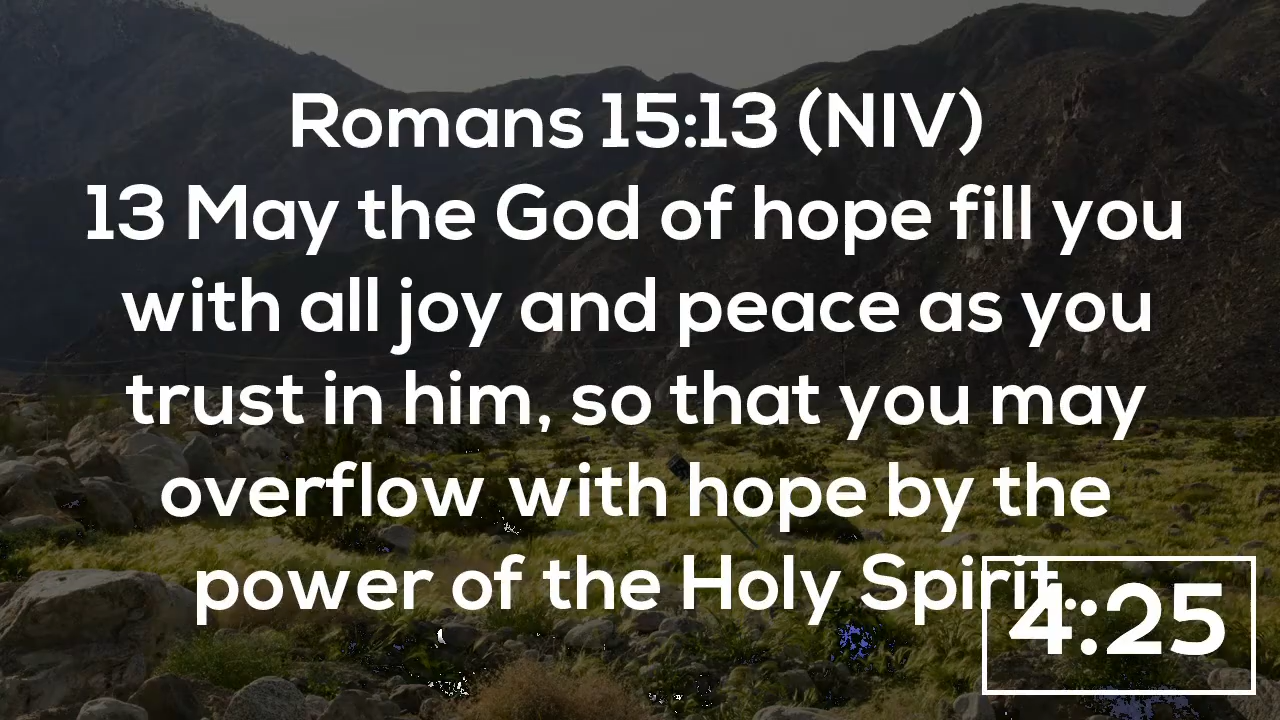 Romans 15:13 (NIV)
13 May the God of hope fill you
with all joy and peace as you
trust in him, so that you may
overflow with hope by the
power of the Holy Spirit.
4:25